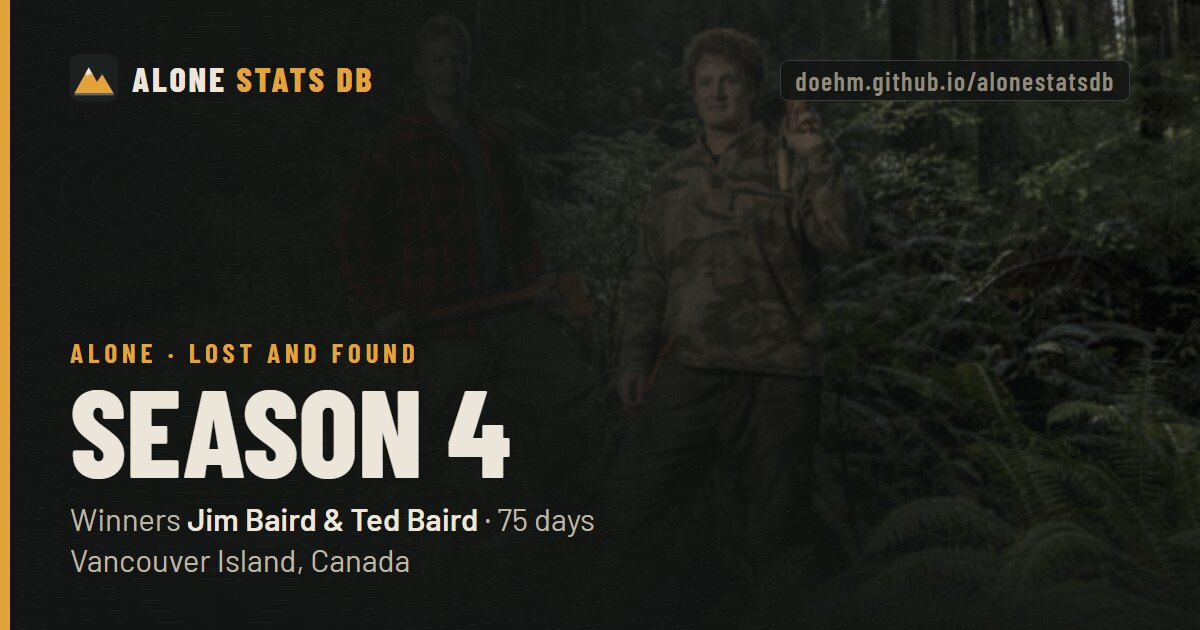 ALONE STATS DB
doehm.github.io/alonestatsdb
ALONE · LOST AND FOUND
SEASON 4
Winners Jim Baird & Ted Baird · 75 days
Vancouver Island, Canada